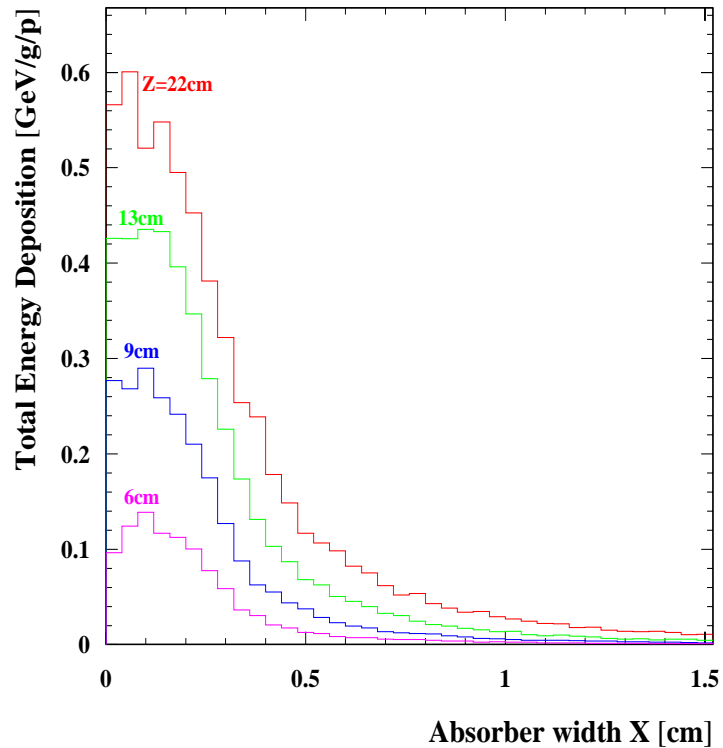 Total Energy Deposition [GeV/g/p]
0.6
0.5
0.4
0.3
0.2
0.1
0
Z=22cm
13cm
9cm
6cm
0
0.5
1
1.5
Absorber width X [cm]